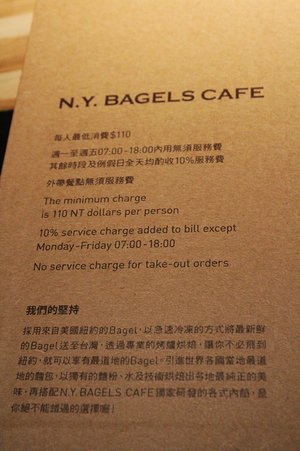 N.Y. BAGELS CAFE
每人最低消費$110
週一至週五07:00-18:00內用無須服務費
其餘時段及例假日全天均酌收10%服務費
外帶餐點無須服務費
The minimum charge
is 110 NT dollars per person
10% service charge added to bill except
Monday-Friday 07:00-18:00
No service charge for take-out orders
我們的堅持
採用來自美國紐約的Bagel，以急速冷凍的方式將最新鮮
的Bagel送至台灣，透過專業的烤爐烘焙，讓你不必飛到
紐約，就可以享有最道地的Bagel。引進世界各國當地最道
地的麵包，以獨有的麵粉、水及技術烘焙出各地最純正的美
味，再搭配N.Y. BAGELS CAFE獨家研發的各式內餡，是
你絕不能錯過的選擇喔！